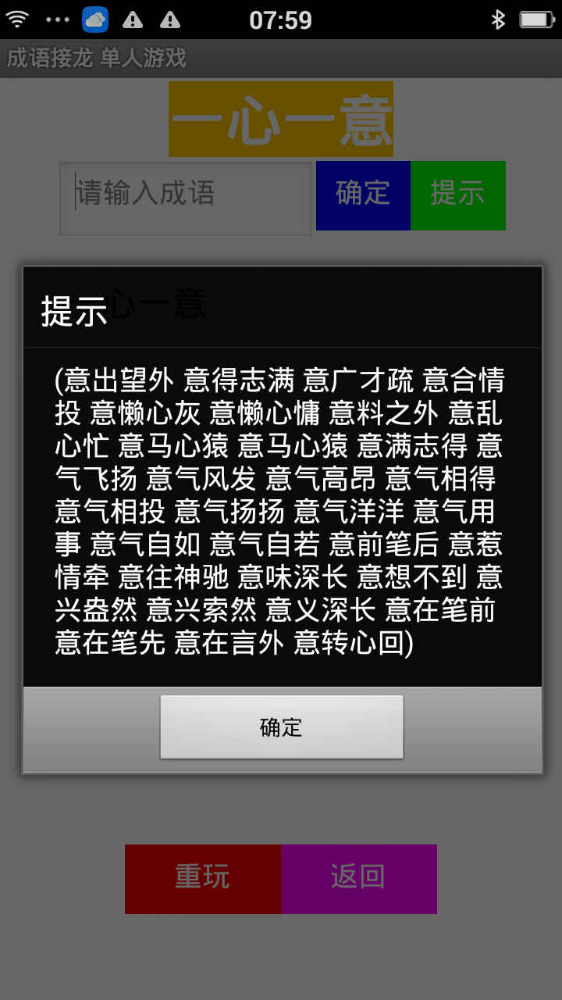 07:59
成语接龙 单人游戏
一心一意
请输入成语
确定
提示
心一意
提示
(意出望外 意得志满 意广才疏 意合情
投 意懒心灰 意懒心慵 意料之外 意乱
心忙 意马心猿 意马心猿 意满志得 意
气飞扬 意气风发 意气高昂 意气相得
意气相投 意气扬扬 意气洋洋 意气用
事 意气自如 意气自若 意前笔后 意惹
情牵 意往神驰 意味深长 意想不到 意
兴盎然 意兴索然 意义深长 意在笔前
意在笔先 意在言外 意转心回)
确定
重玩
返回